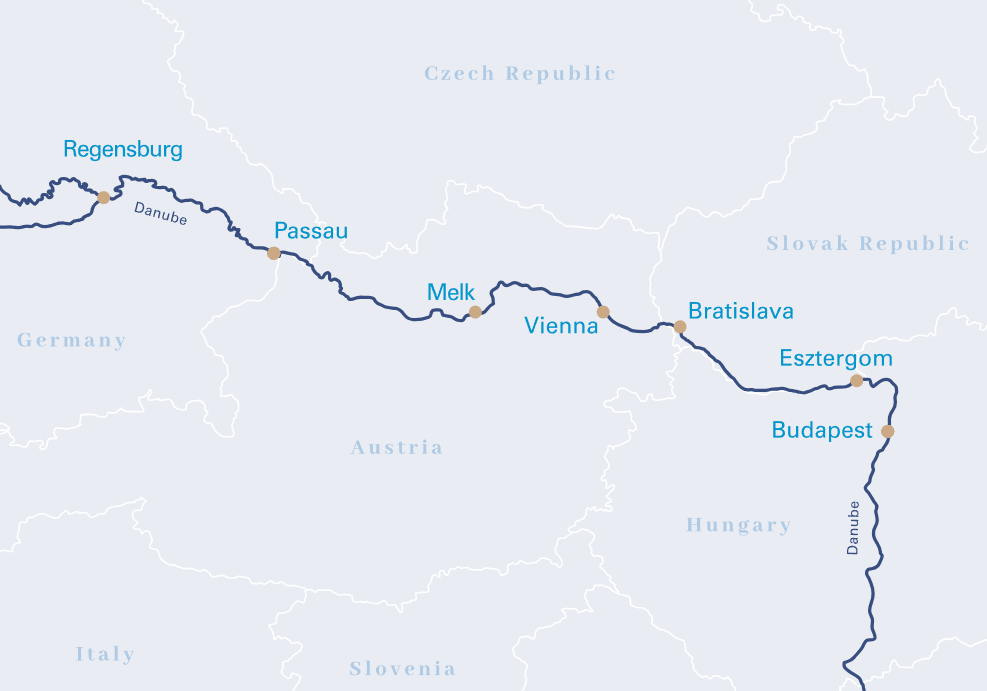 Czech Republic
Regensburg
Danube
Passau
Slovak Republic
Melk
Bratislava
Vienna
Germany
Esztergom
Budapest
Austria
Hungary
Danube
Italy
Slovenia